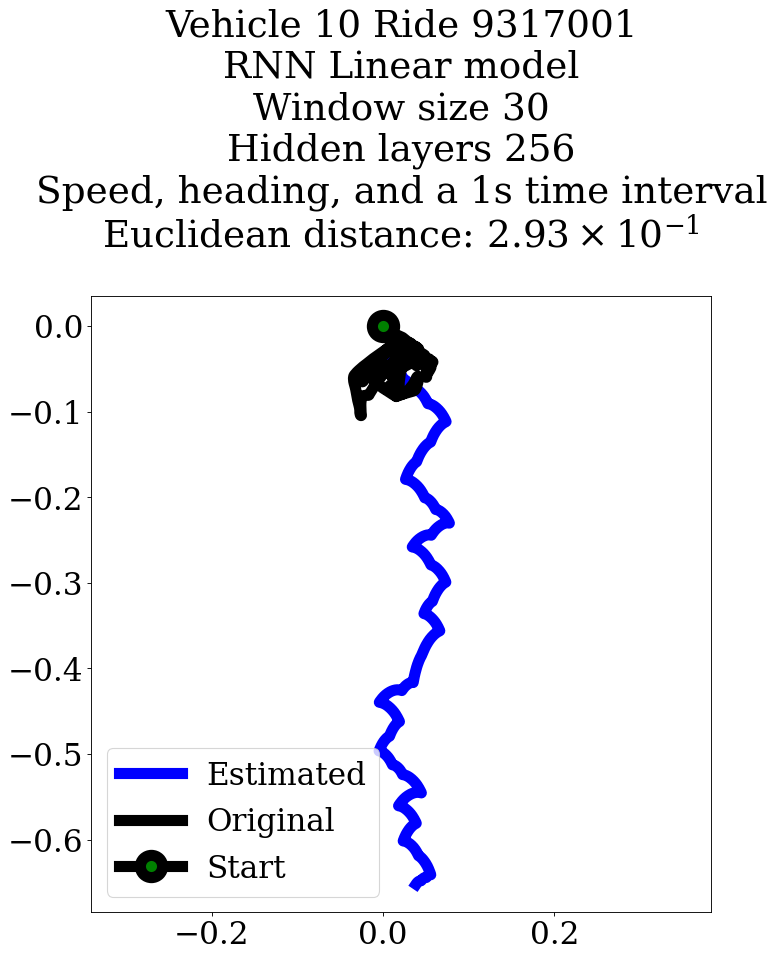 Vehicle 10 Ride 9317001
RNN Linear model
Window size 30
Hidden layers 256
Speed, heading, and a 1s time interval
Euclidean distance: 2.93 × 10⁻¹
0.0
−0.1
−0.2
−0.3
−0.4
−0.5
−0.6
Estimated
Original
Start
−0.2 0.0 0.2